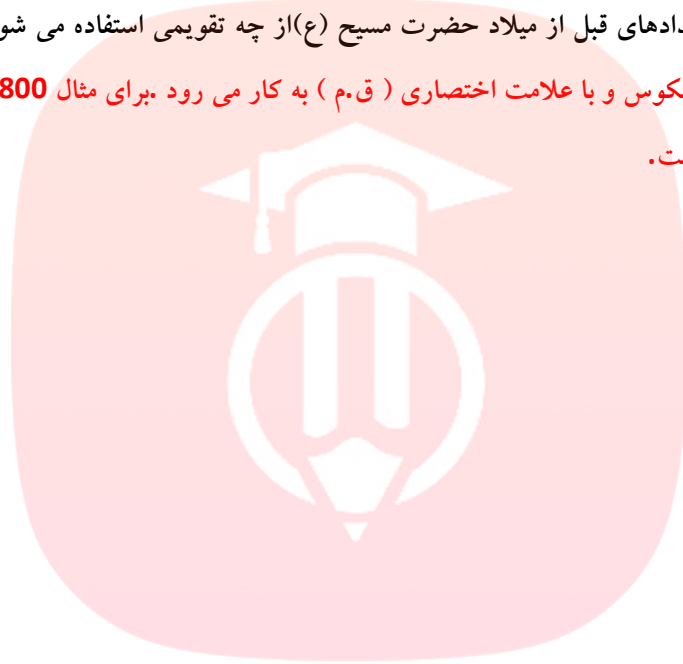 دادهای قبل از میلاد حضرت مسیح (ع)از چه تقویمی استفاده می شو
کوس و با علامت اختصاری ( ق.م ) به کار می رود .برای مثال 800
ت.